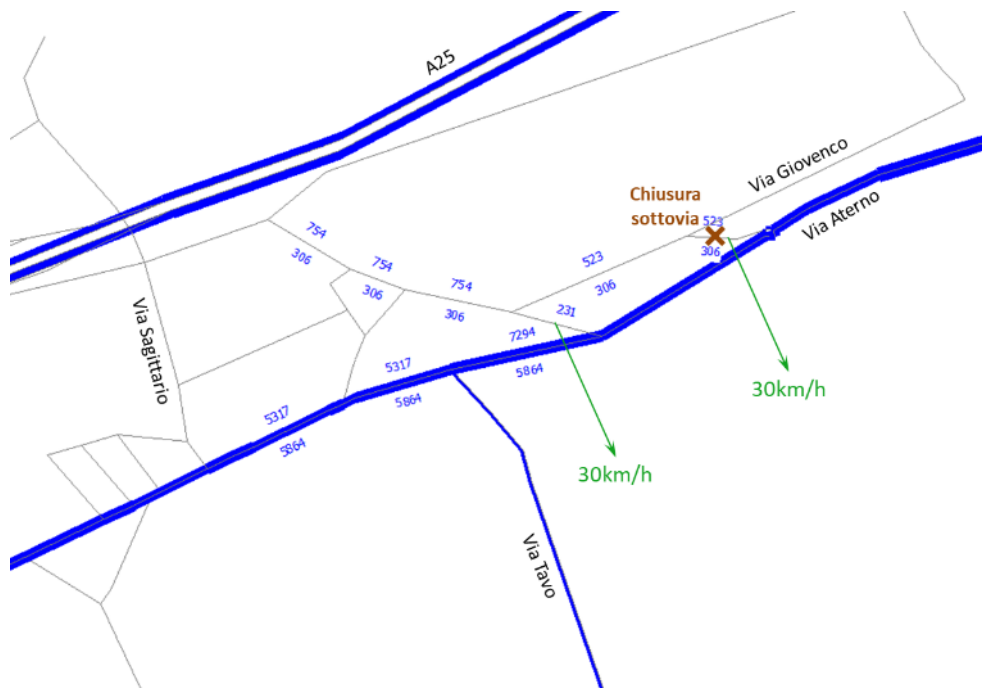 A25
Via Giovenco
Chiusura
sottovia
523
Via Aterno
306
754
306
754
306
754
306
523
306
231
7294
5864
30km/h
5317
5864
Via Sagittario
5317
5864
30km/h
Via Tavo